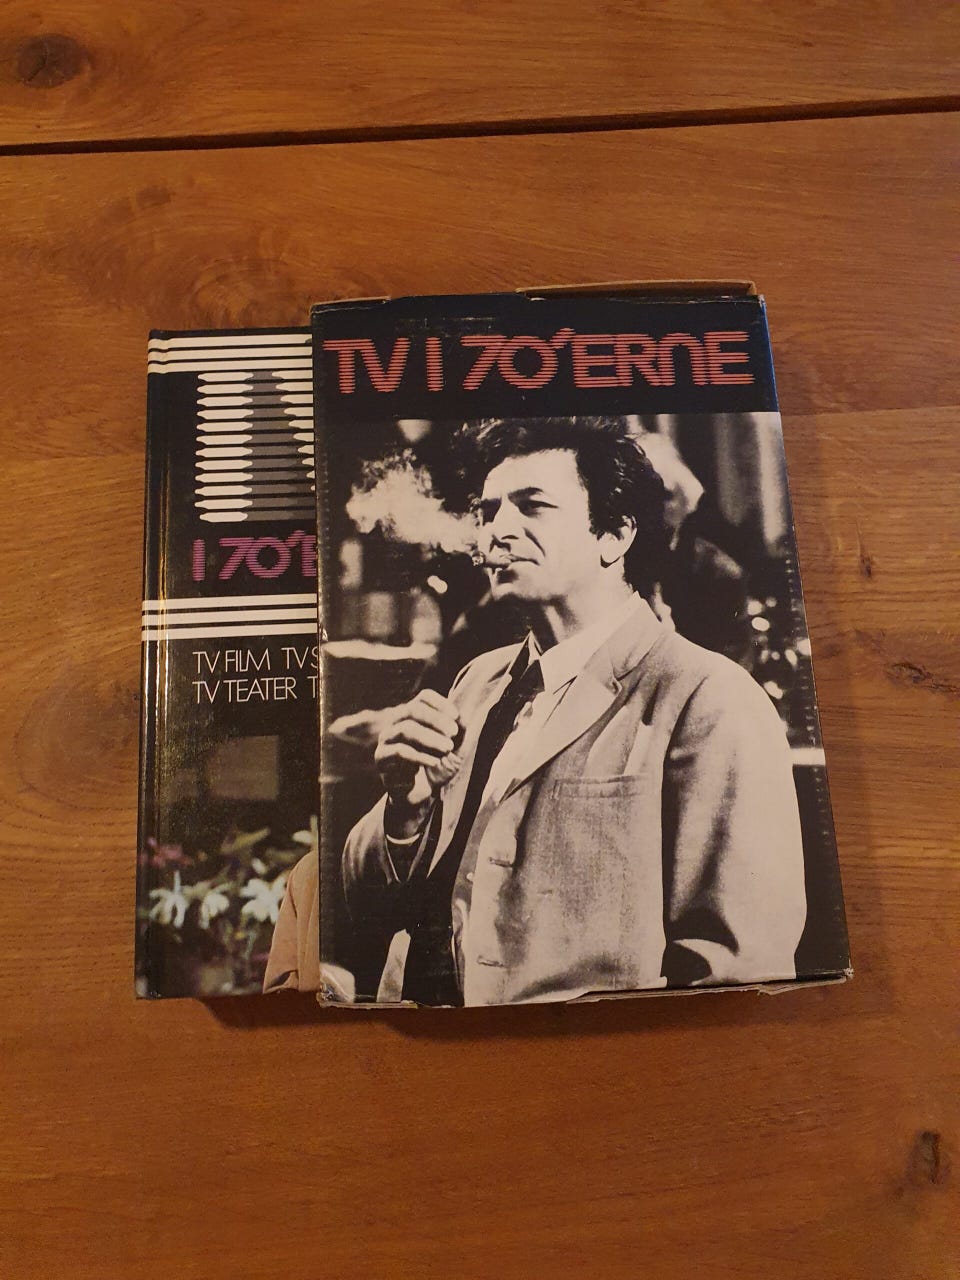 TV I 70'ERNE
I 70'E
TV FILM TV S
TV TEATER T